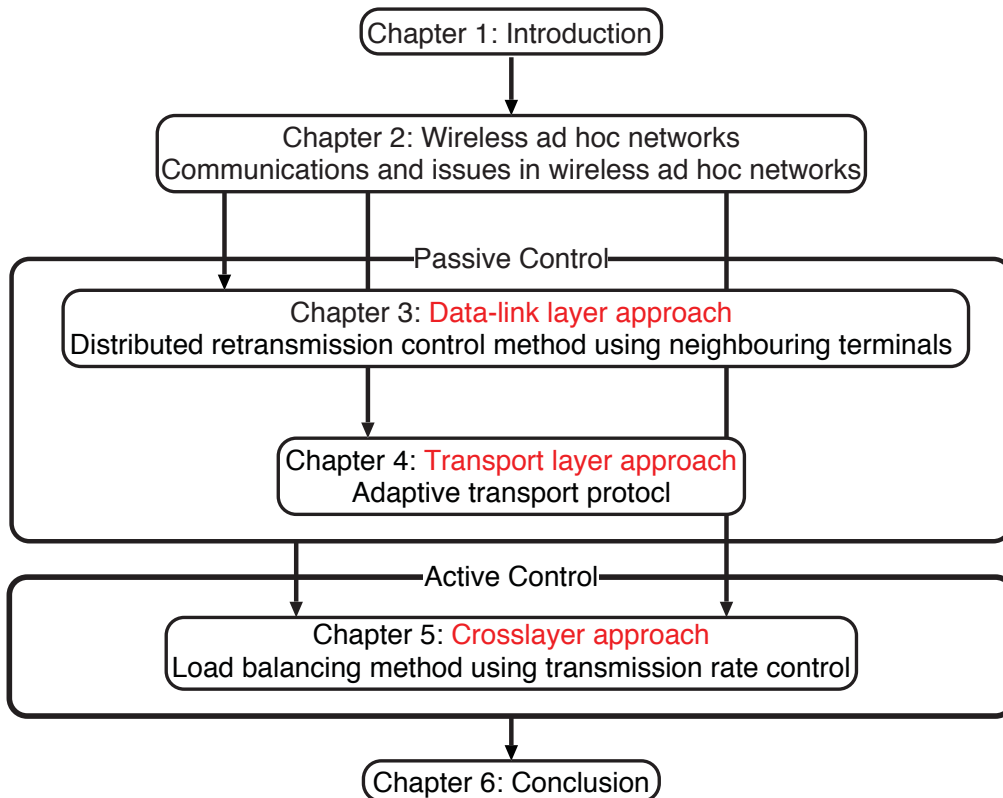 Chapter 1: Introduction
Chapter 2: Wireless ad hoc networks
Communications and issues in wireless ad hoc networks
Passive Control
Chapter 3: Data-link layer approach
Distributed retransmission control method using neighbouring terminals
Chapter 4: Transport layer approach
Adaptive transport protocl
Active Control
Chapter 5: Crosslayer approach
Load balancing method using transmission rate control
Chapter 6: Conclusion